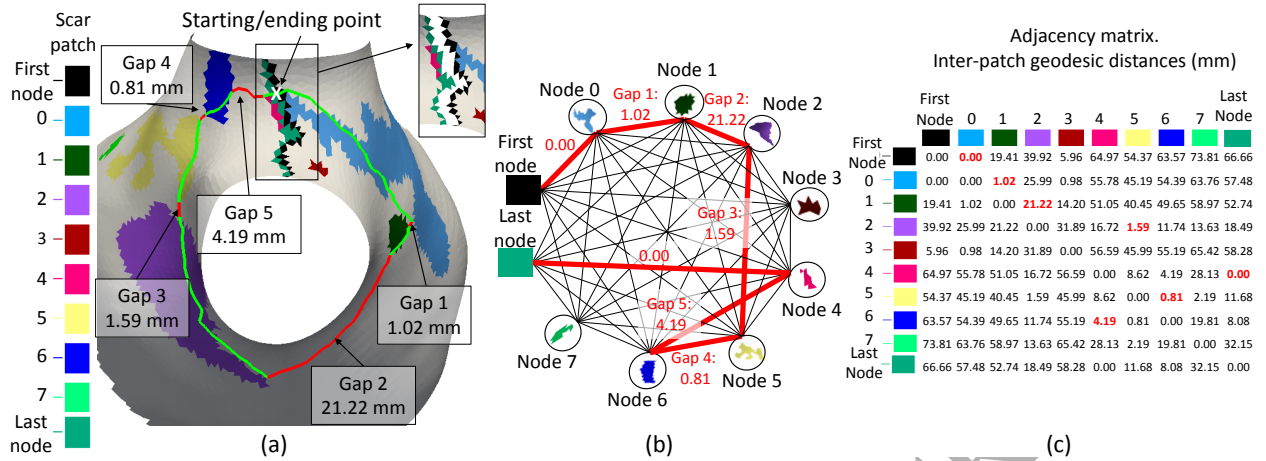 Scar
patch
First
node
0
1
2
3
4
5
6
7
Last
node
Starting/ending point
Gap 4
0.81 mm
Gap 5
4.19 mm
Gap 3
1.59 mm
Gap 1
1.02 mm
Gap 2
21.22 mm
(a)
Node 0
Node 1
Node 2
Node 3
Node 4
Node 5
Node 6
Node 7
First
node
Last
node
0.00
Gap 1:
1.02
Gap 2:
21.22
Gap 3:
1.59
0.00
Gap 5:
4.19
Gap 4:
0.81
(b)
Adjacency matrix.
Inter-patch geodesic distances (mm)
First
Node
0 1 2 3 4 5 6 7
Last
Node
First
Node
0.00 0.00 19.41 39.92 5.96 64.97 54.37 63.57 73.81 66.66
0 0.00 0.00 1.02 25.99 0.98 55.78 45.19 54.39 63.76 57.48
1 19.41 1.02 0.00 21.22 14.20 51.05 40.45 49.65 58.97 52.74
2 39.92 25.99 21.22 0.00 31.89 16.72 1.59 11.74 13.63 18.49
3 5.96 0.98 14.20 31.89 0.00 56.59 45.99 55.19 65.42 58.28
4 64.97 55.78 51.05 16.72 56.59 0.00 8.62 4.19 28.13 0.00
5 54.37 45.19 40.45 1.59 45.99 8.62 0.00 0.81 2.19 11.68
6 63.57 54.39 49.65 11.74 55.19 4.19 0.81 0.00 19.81 8.08
7 73.81 63.76 58.97 13.63 65.42 28.13 2.19 19.81 0.00 32.15
Last
Node
66.66 57.48 52.74 18.49 58.28 0.00 11.68 8.08 32.15 0.00
(c)